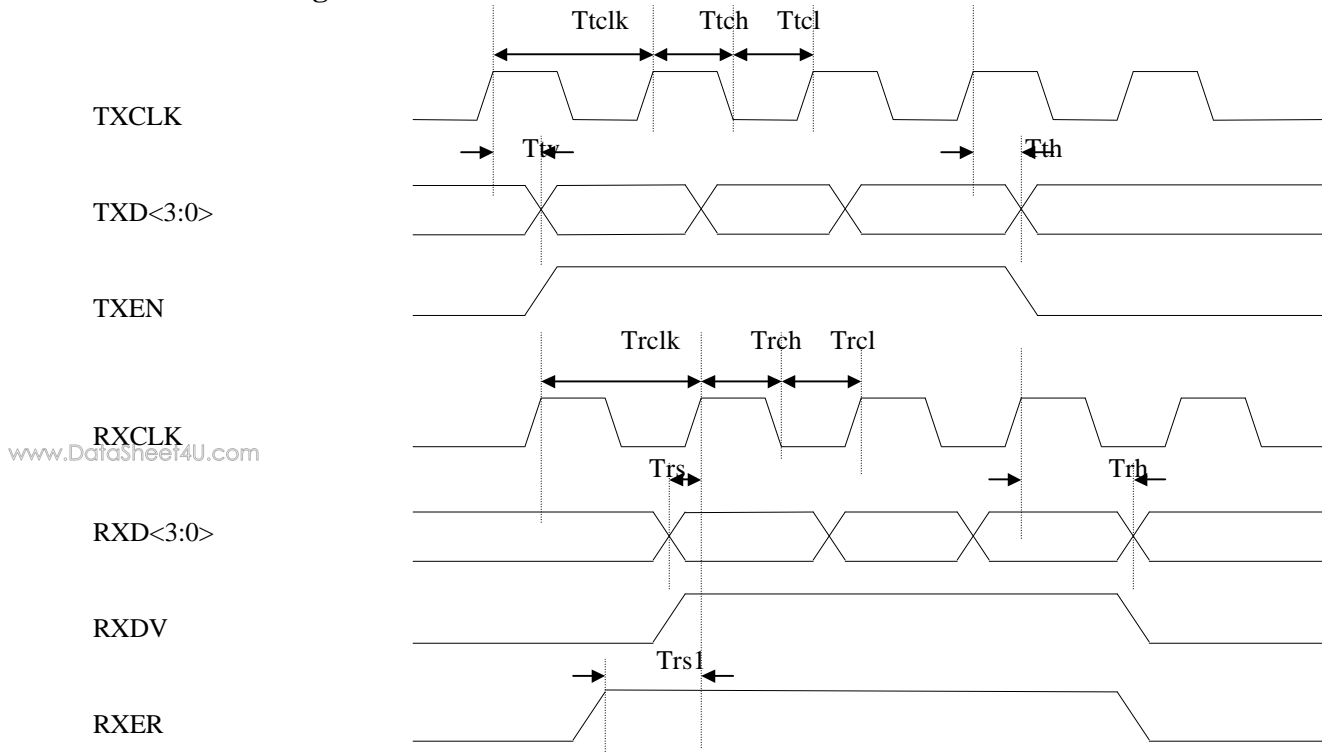 g
Ttclk Ttch Ttcl
TXCLK
Ttv Tth
TXD<3:0>
TXEN
Trclk Trch Trcl
RXCLK
www.DataSheet4U.com
Trs Trh
RXD<3:0>
RXDV
Trs1
RXER